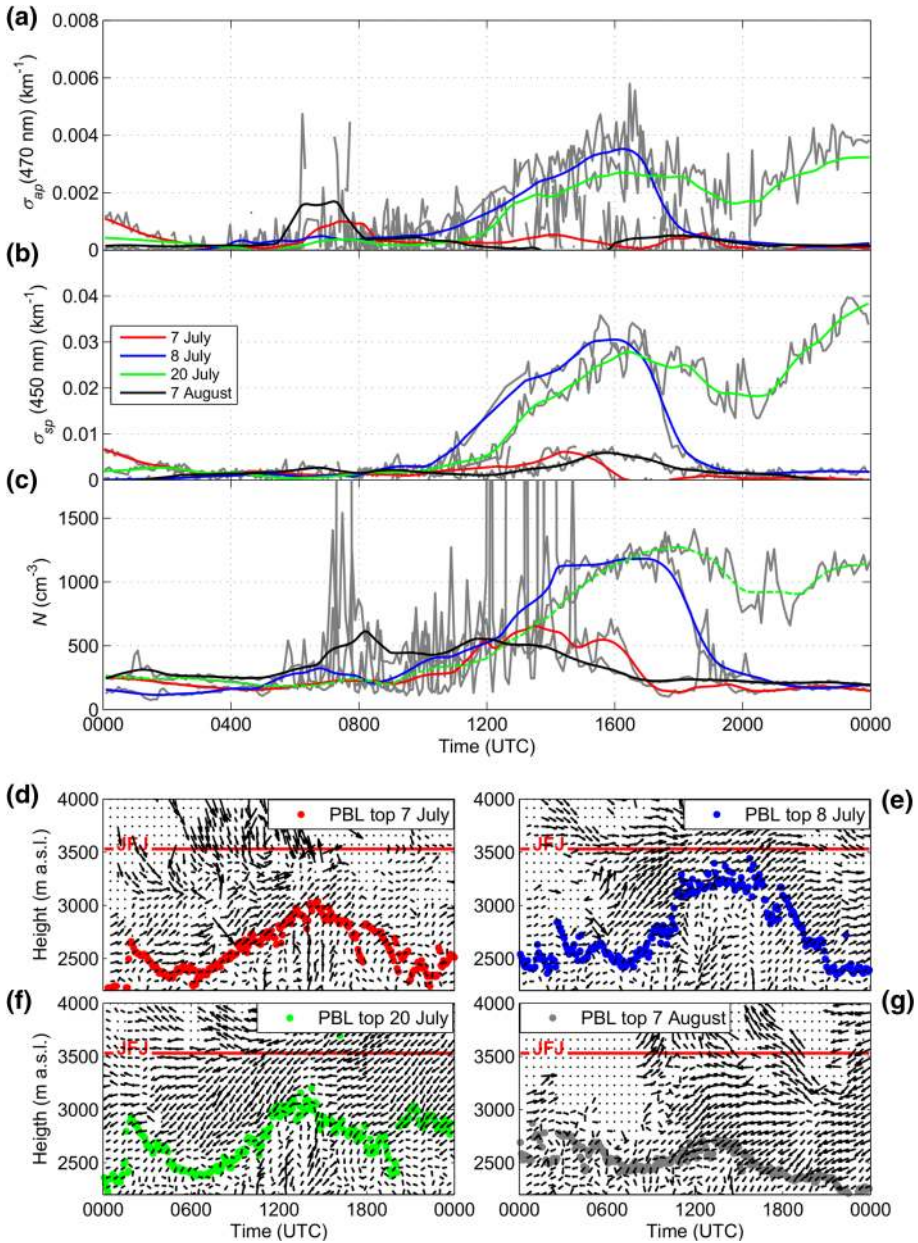 (a)
0.008
0.006
0.004
0.002
0
σap(470 nm) (km-1)
(b)
0.04
0.03
0.02
0.01
0
σsp (450 nm) (km-1)
7 July
8 July
20 July
7 August
(c)
1500
1000
500
0
N (cm-3)
0000 0400 0800 1200 1600 2000 0000
Time (UTC)
(d)
4000
3500
3000
2500
Height (m a.s.l.)
PBL top 7 July
JFJ
(e)
PBL top 8 July
JFJ
(f)
4000
3500
3000
2500
Heigth (m a.s.l.)
PBL top 20 July
JFJ
0000 0600 1200 1800 0000
Time (UTC)
(g)
PBL top 7 August
JFJ
0000 0600 1200 1800 0000
Time (UTC)